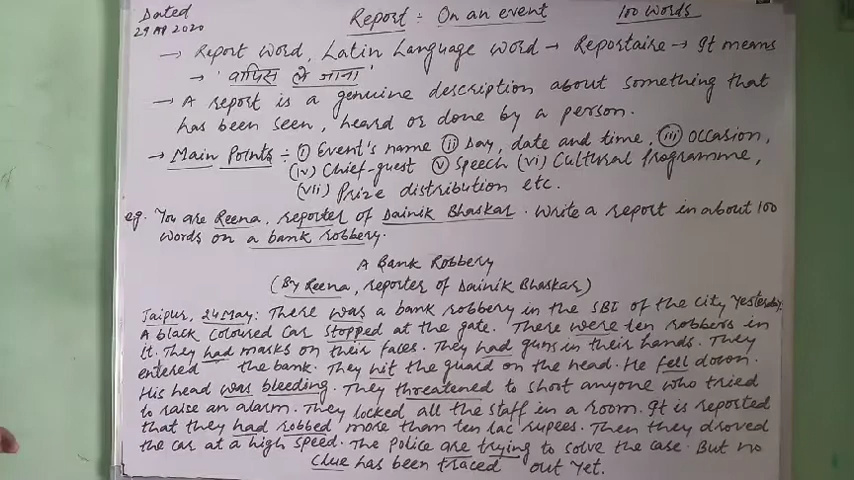 Dated
29 AP 2020
Report :- On an event 100 words
→ Report word, Latin Language word → Reportaire → It means
→ 'वापिस ले जाना'
→ A report is a genuine description about something that
has been seen, heard or done by a person.
→ Main Points :- (i) Event's name (ii) Day, date and time, (iii) Occasion,
(iv) Chief-guest (v) Speech (vi) Cultural Programme,
(vii) Prize distribution etc.
eg. You are Reena, reporter of Dainik Bhaskar. Write a report in about 100
words on a bank robbery.
A Bank Robbery
(By Reena, reporter of Dainik Bhaskar)
Jaipur, 24 May: There was a bank robbery in the SBI of the city yesterday.
A black coloured car stopped at the gate. There were ten robbers in
it. They had masks on their faces. They had guns in their hands. They
entered the bank. They hit the guard on the head. He fell down.
His head was bleeding. They threatened to shoot anyone who tried
to raise an alarm. They locked all the staff in a room. It is reported
that they had robbed more than ten lac rupees. Then they droved
the car at a high speed. The police are trying to solve the case. But no
clue has been traced out yet.